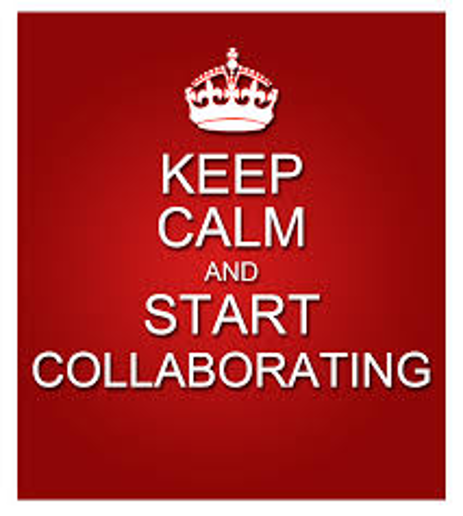 KEEP
CALM
AND
START
COLLABORATING